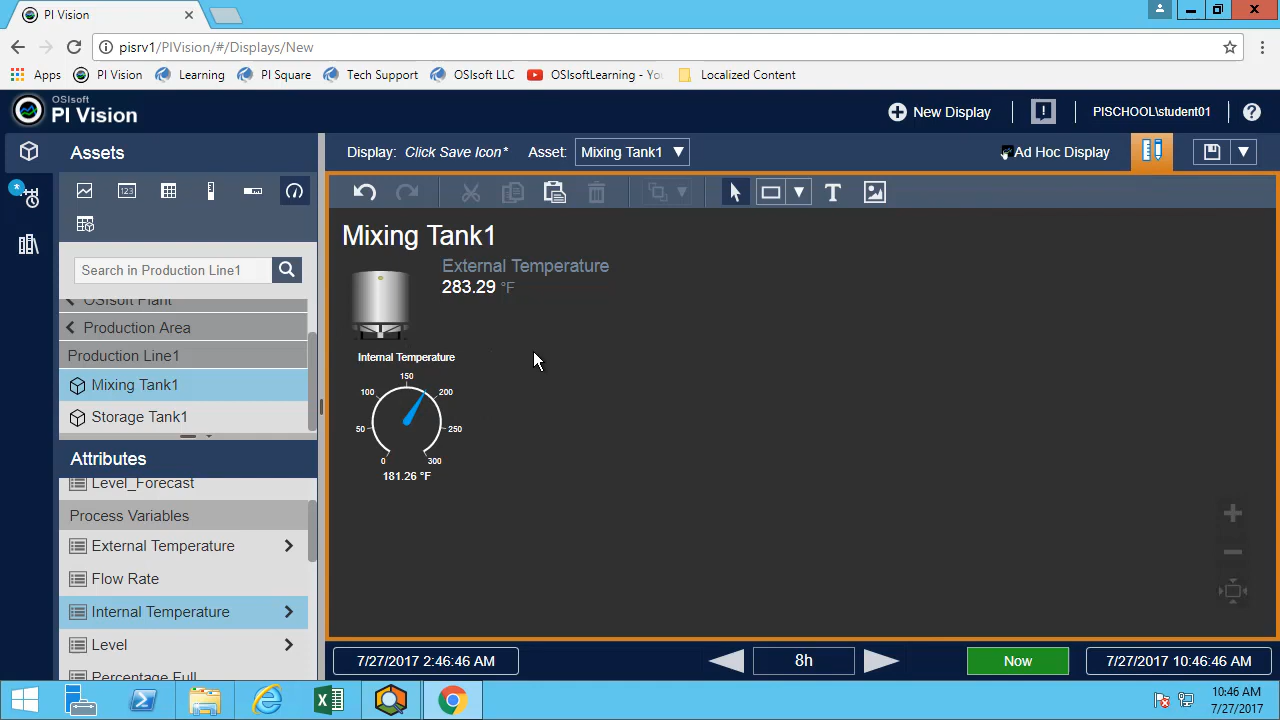 PI Vision
pisrv1/PIVision/#/Displays/New
Apps PI Vision Learning PI Square Tech Support OSIsoft LLC OSIsoftLearning - Yo Localized Content
OSIsoft
PI Vision
New Display PISCHOOL\student01
Assets
Display: Click Save Icon* Asset: Mixing Tank1 Ad Hoc Display
Search in Production Line1
OSIsoft Plant
Production Area
Production Line1
Mixing Tank1
Storage Tank1
Attributes
Level_Forecast
Process Variables
External Temperature
Flow Rate
Internal Temperature
Level
Percentage Full
Mixing Tank1
External Temperature
283.29 °F
Internal Temperature
150
100 200
50 250
0 300
181.26 °F
7/27/2017 2:46:46 AM 8h Now 7/27/2017 10:46:46 AM
10:46 AM
7/27/2017